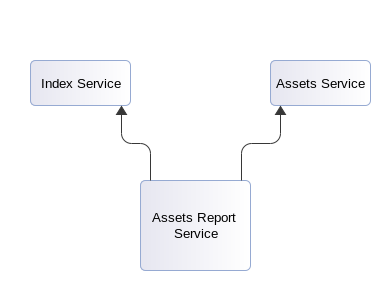 Index Service
Assets Service
Assets Report
Service